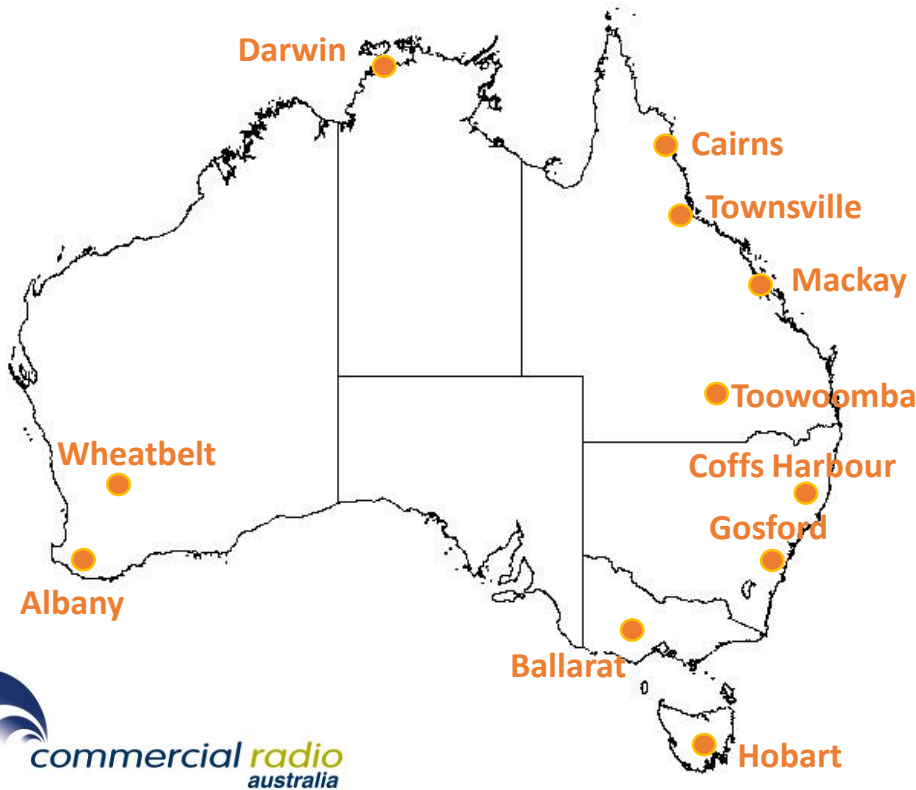 Darwin
Cairns
Townsville
Mackay
Toowoomba
Wheatbelt
Coffs Harbour
Gosford
Albany
Ballarat
Hobart
commercial radio
australia